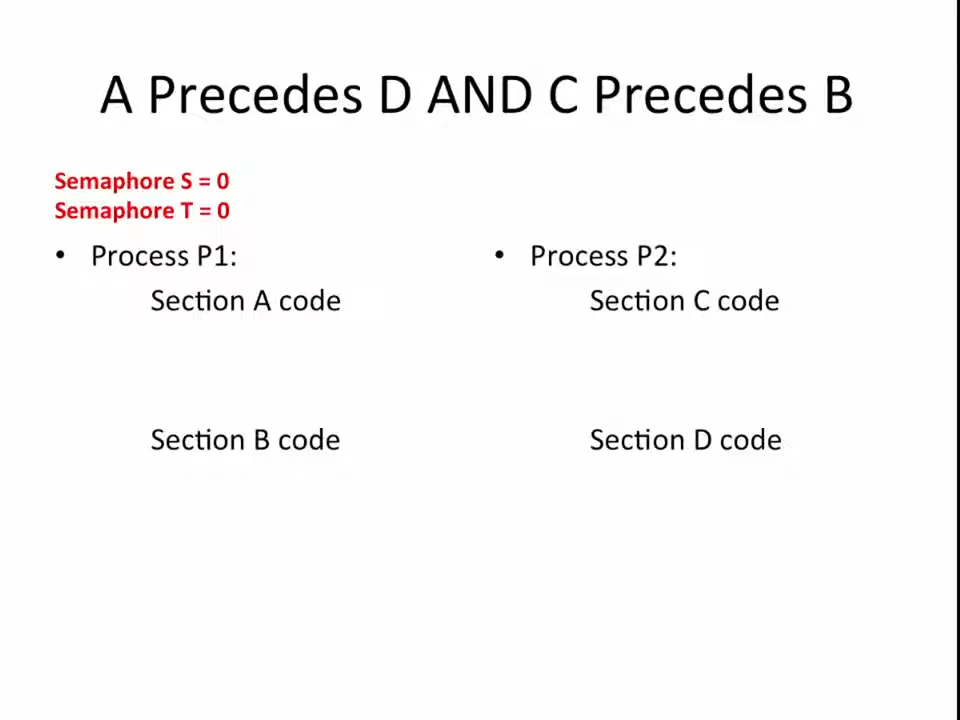 A Precedes D AND C Precedes B
Semaphore S = 0
Semaphore T = 0
• Process P1:
Section A code
Section B code
• Process P2:
Section C code
Section D code